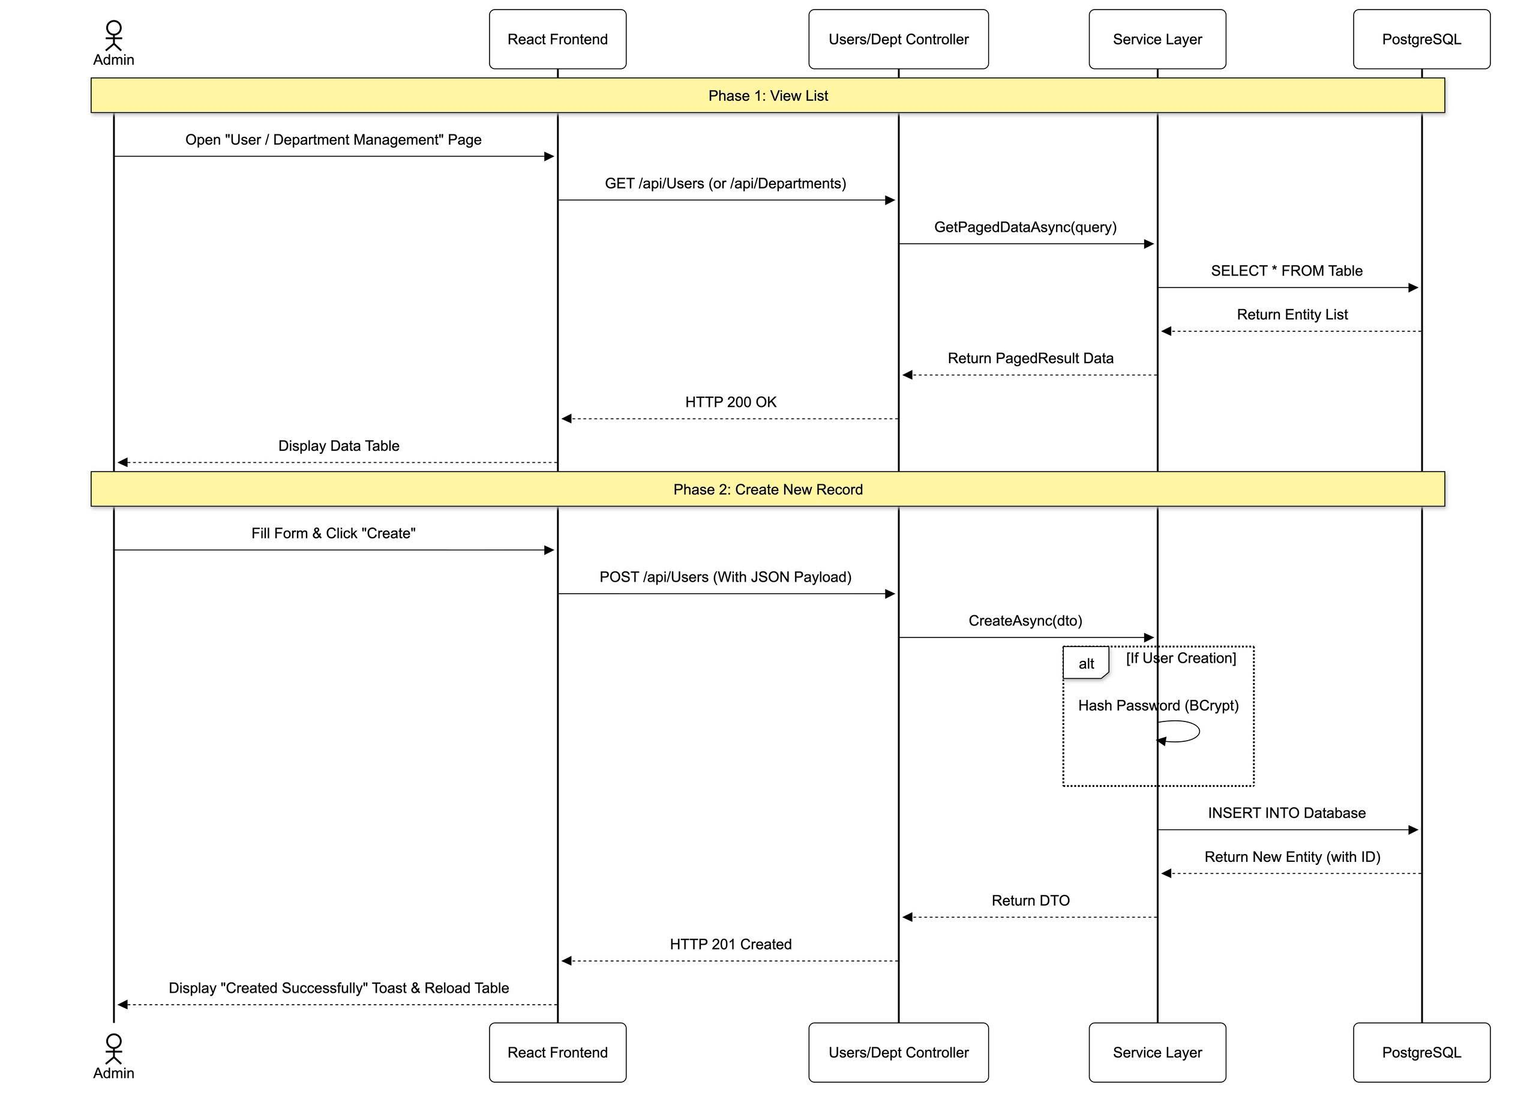 Admin
React Frontend
Users/Dept Controller
Service Layer
PostgreSQL
Phase 1: View List
Open "User / Department Management" Page
GET /api/Users (or /api/Departments)
GetPagedDataAsync(query)
SELECT * FROM Table
Return Entity List
Return PagedResult Data
HTTP 200 OK
Display Data Table
Phase 2: Create New Record
Fill Form & Click "Create"
POST /api/Users (With JSON Payload)
CreateAsync(dto)
alt
[If User Creation]
Hash Password (BCrypt)
INSERT INTO Database
Return New Entity (with ID)
Return DTO
HTTP 201 Created
Display "Created Successfully" Toast & Reload Table
Admin
React Frontend
Users/Dept Controller
Service Layer
PostgreSQL